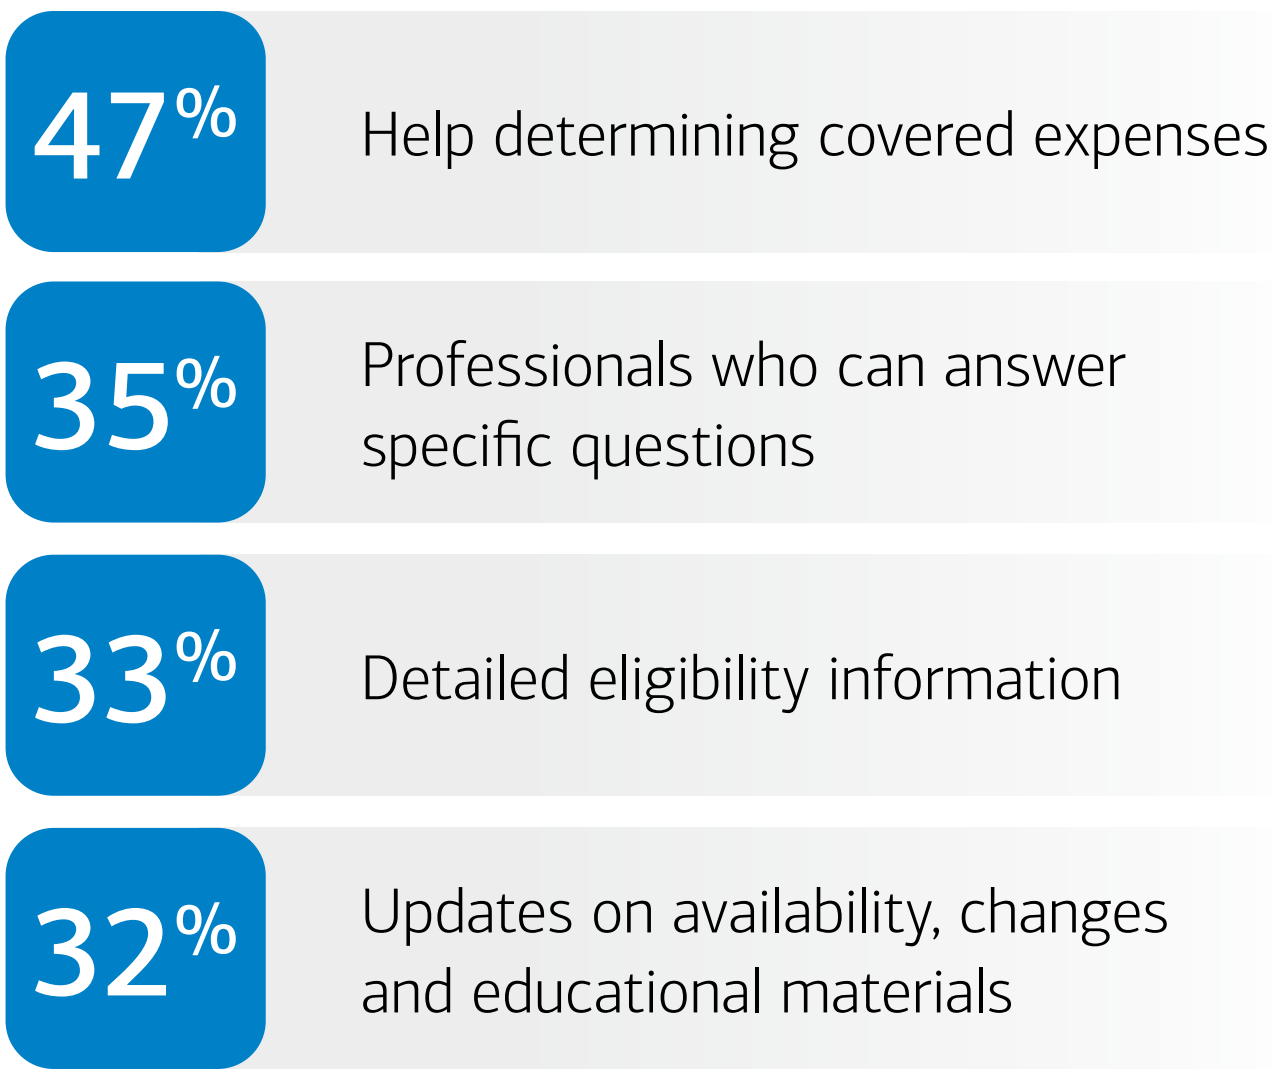 47%
Help determining covered expenses
35%
Professionals who can answer
specific questions
33%
Detailed eligibility information
32%
Updates on availability, changes
and educational materials